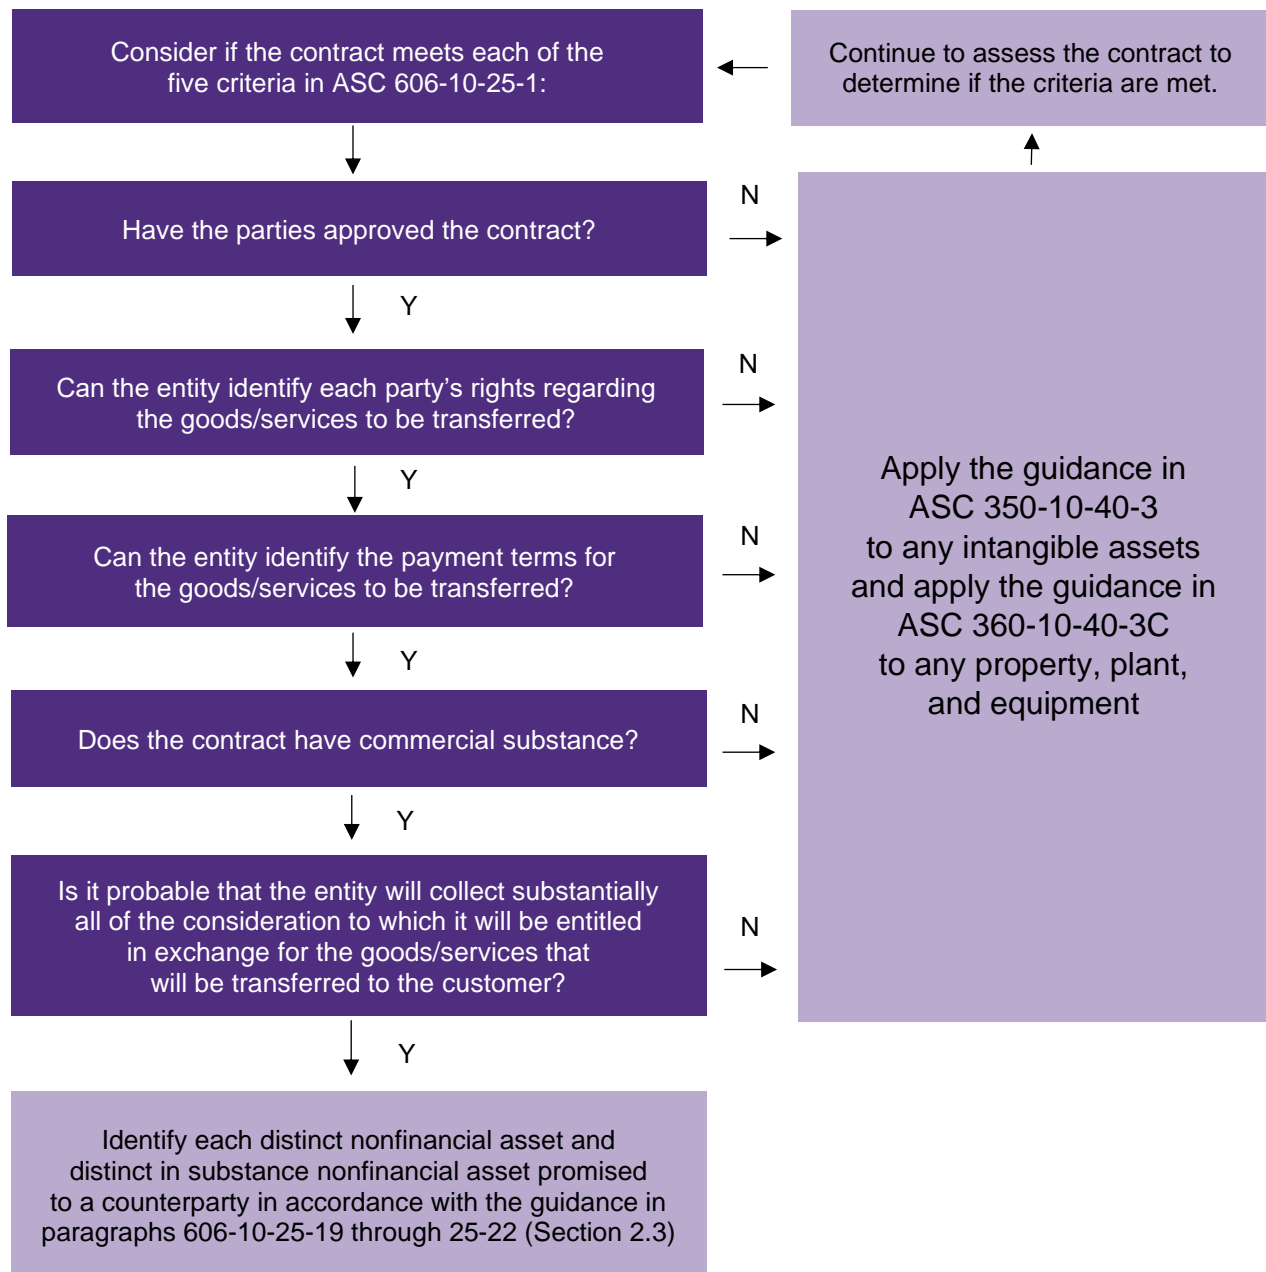 Consider if the contract meets each of the
five criteria in ASC 606-10-25-1:
Continue to assess the contract to
determine if the criteria are met.
Have the parties approved the contract?
N
Y
Can the entity identify each party’s rights regarding
the goods/services to be transferred?
N
Y
Can the entity identify the payment terms for
the goods/services to be transferred?
N
Y
Does the contract have commercial substance?
N
Y
Is it probable that the entity will collect substantially
all of the consideration to which it will be entitled
in exchange for the goods/services that
will be transferred to the customer?
N
Y
Apply the guidance in
ASC 350-10-40-3
to any intangible assets
and apply the guidance in
ASC 360-10-40-3C
to any property, plant,
and equipment
Identify each distinct nonfinancial asset and
distinct in substance nonfinancial asset promised
to a counterparty in accordance with the guidance in
paragraphs 606-10-25-19 through 25-22 (Section 2.3)